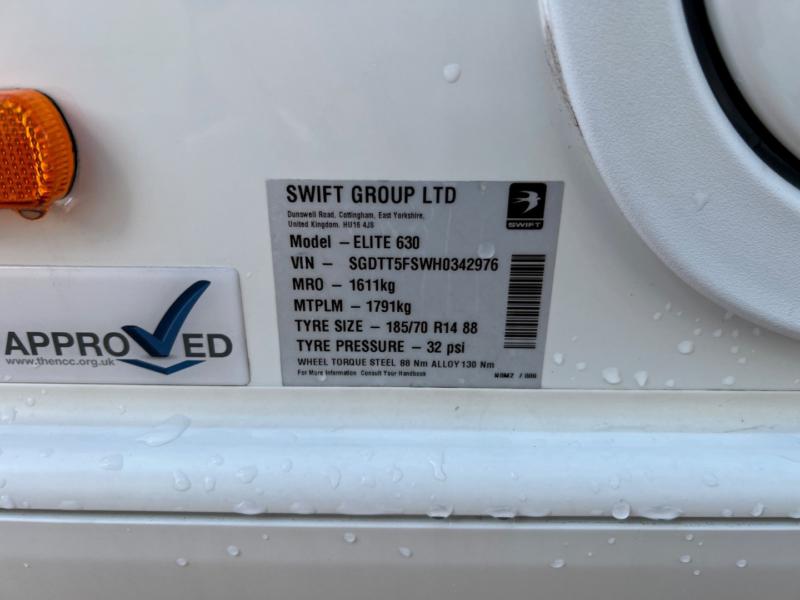 SWIFT GROUP LTD
Dunswell Road, Cottingham, East Yorkshire,
United Kingdom. HU16 4JS
SWIFT
Model - ELITE 630
VIN - SGDTT5FSWH0342976
MRO - 1611kg
MTPLM - 1791kg
TYRE SIZE - 185/70 R14 88
TYRE PRESSURE - 32 psi
WHEEL TORQUE STEEL 88 Nm ALLOY 130 Nm
For More Information Consult Your Handbook
APPROVED
www.thencc.org.uk